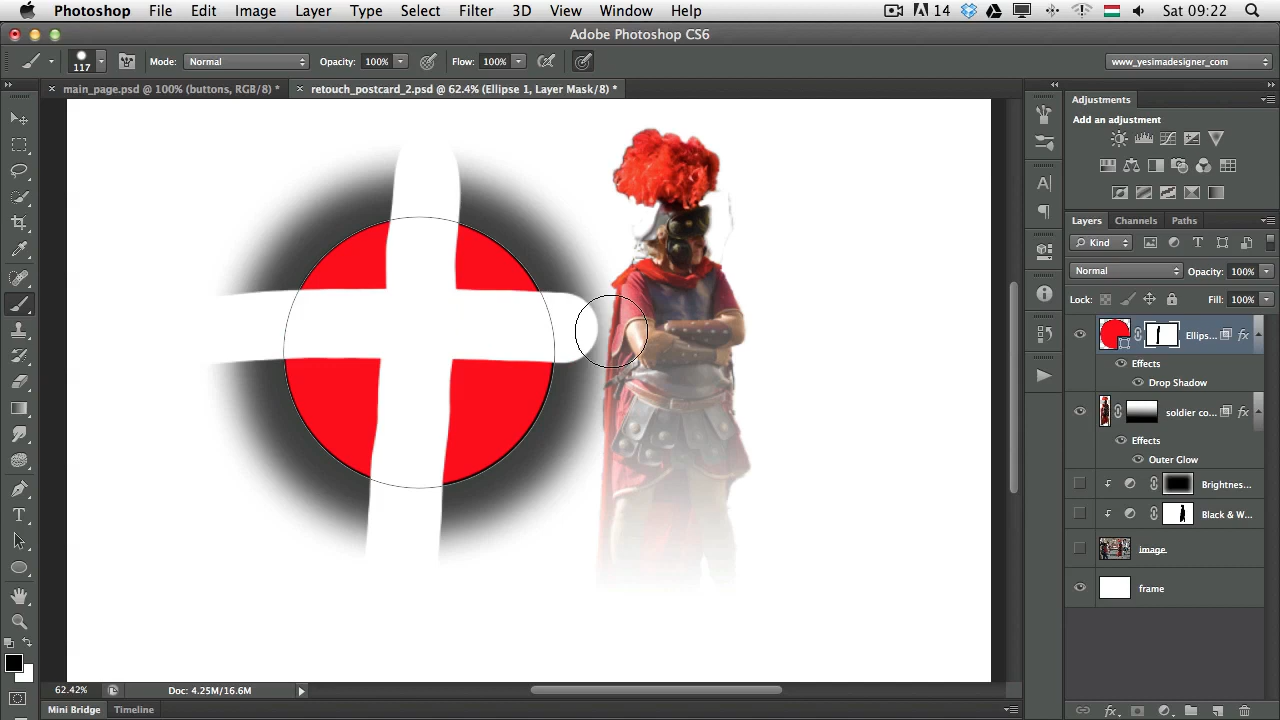 Photoshop File Edit Image Layer Type Select Filter 3D View Window Help 14 Sat 09:22
Adobe Photoshop CS6
117 Mode: Normal Opacity: 100% Flow: 100% www_yesimadesigner_com
main_page.psd @ 100% (buttons, RGB/8) * retouch_postcard_2.psd @ 62.4% (Ellipse 1, Layer Mask/8) *
Adjustments
Add an adjustment
Layers Channels Paths
Kind
Normal Opacity: 100%
Lock: Fill: 100%
Ellips... fx
Effects
Drop Shadow
soldier co... fx
Effects
Outer Glow
Brightnes...
Black & W...
image
frame
62.42% Doc: 4.25M/16.6M
Mini Bridge Timeline
fx